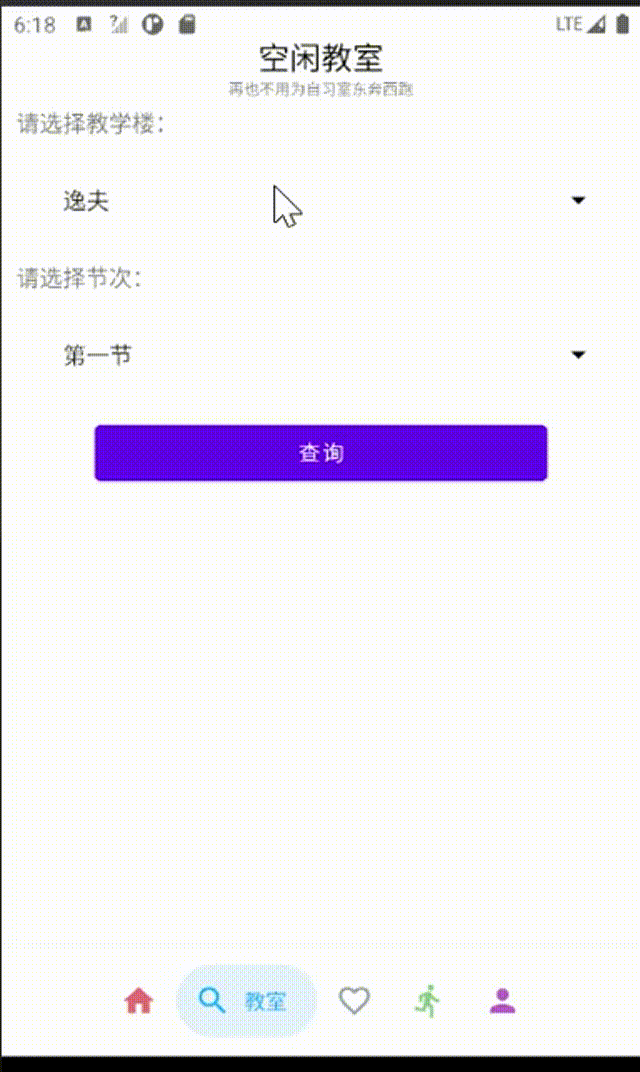 6:18 LTE
空闲教室
再也不用为自习室东奔西跑
请选择教学楼:
逸夫
请选择节次:
第一节
查询
教室